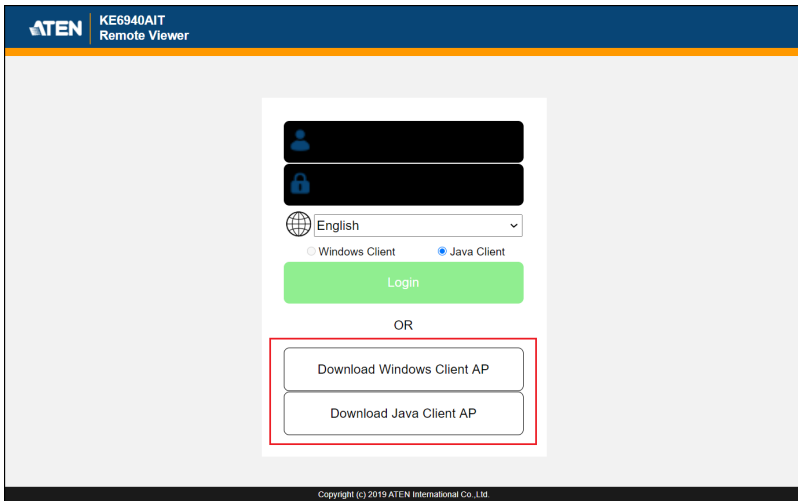 ATEN
KE6940AIT
Remote Viewer
English
Windows Client
Java Client
Login
OR
Download Windows Client AP
Download Java Client AP
Copyright (c) 2019 ATEN International Co.,Ltd.